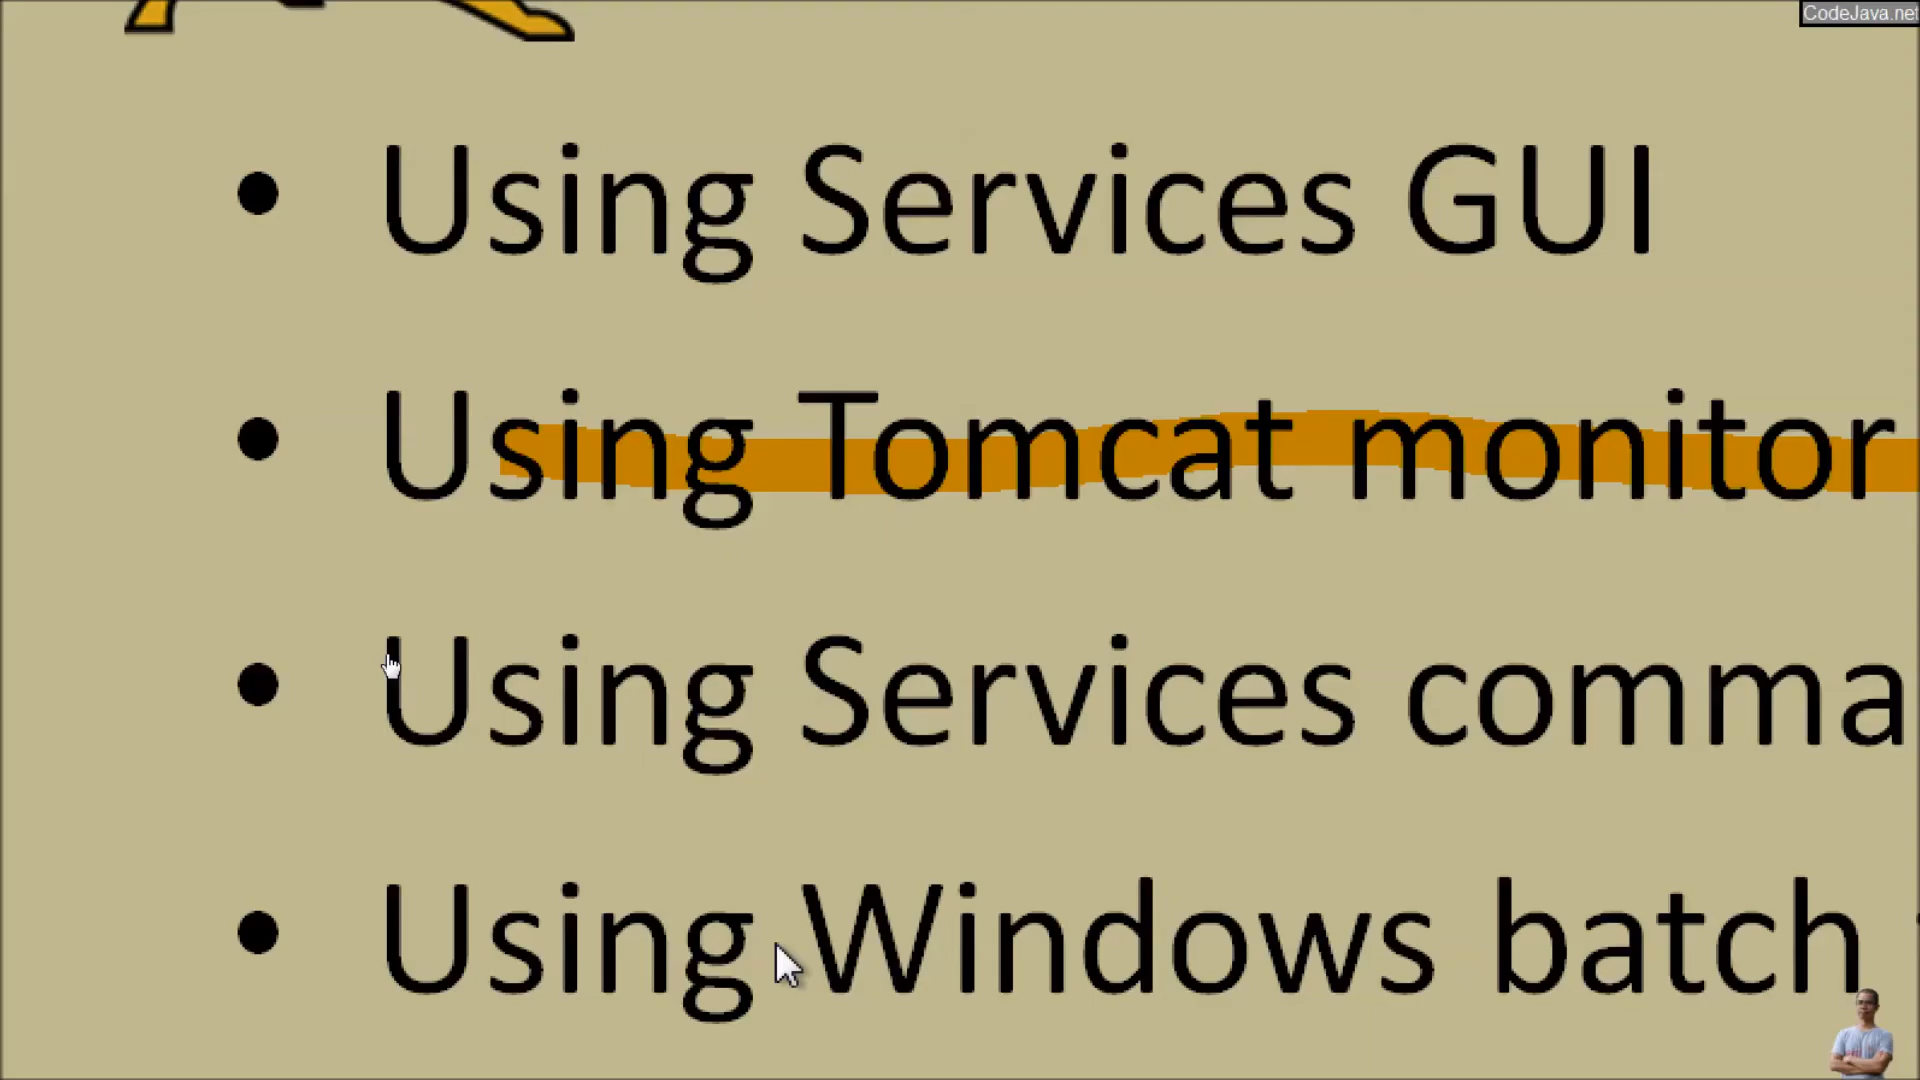 CodeJava.net
• Using Services GUI
• Using Tomcat monitor
• Using Services comma
• Using Windows batch